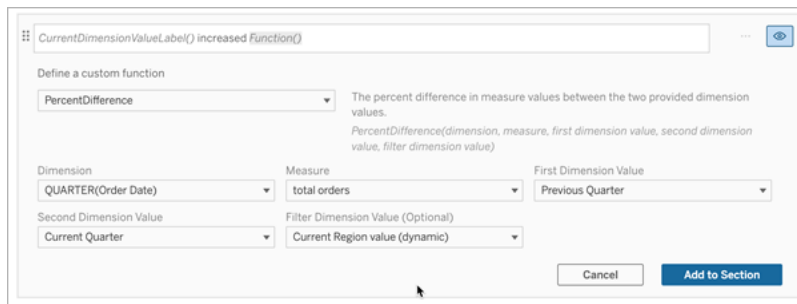 CurrentDimensionValueLabel() increased Function()
...
Define a custom function
PercentDifference
The percent difference in measure values between the two provided dimension
values.
PercentDifference(dimension, measure, first dimension value, second dimension
value, filter dimension value)
Dimension
Measure
First Dimension Value
QUARTER(Order Date)
total orders
Previous Quarter
Second Dimension Value
Filter Dimension Value (Optional)
Current Quarter
Current Region value (dynamic)
Cancel
Add to Section